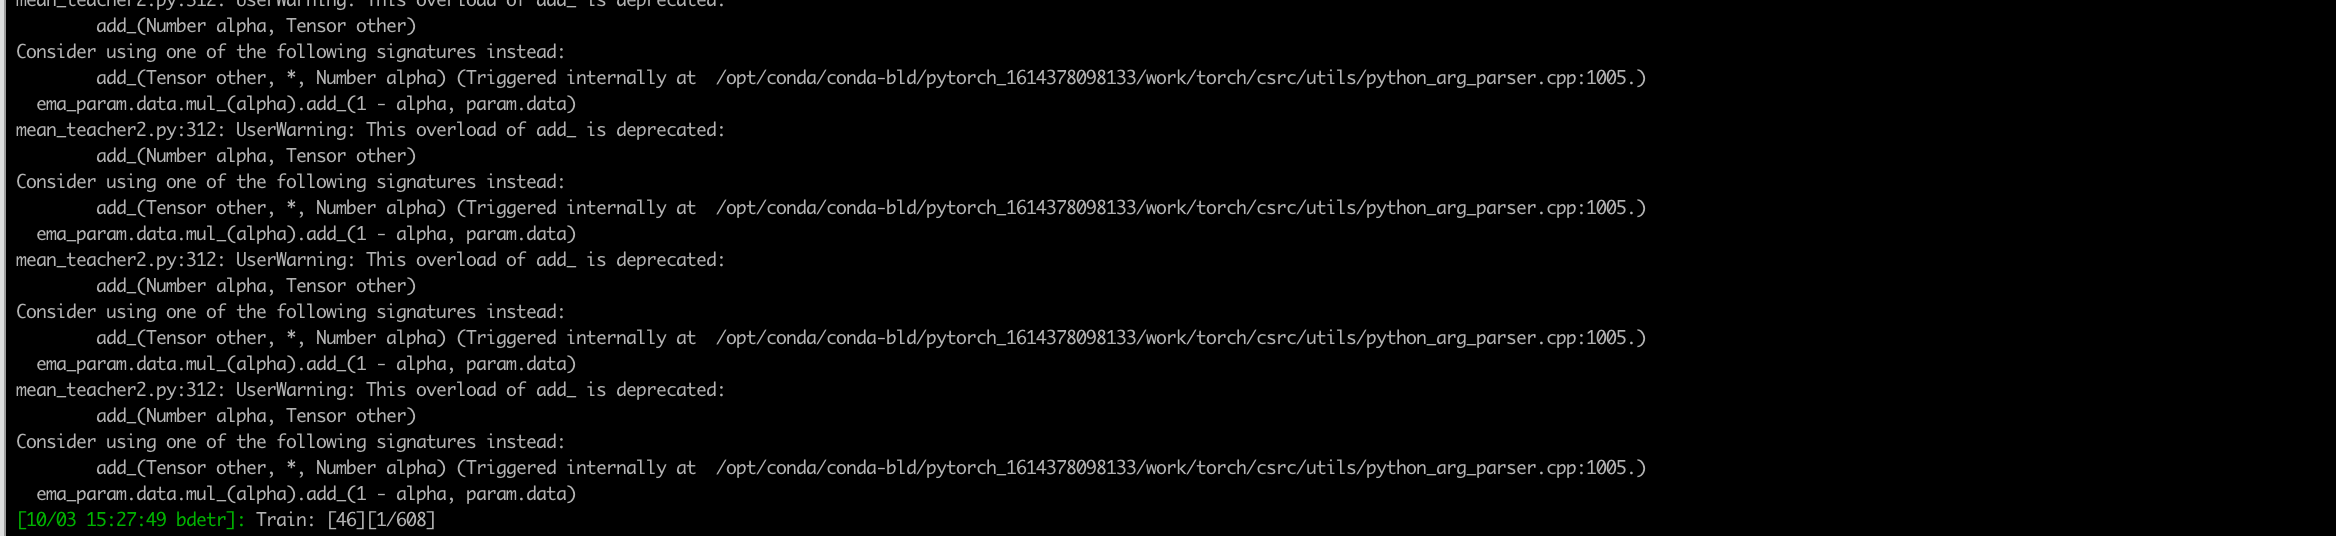 mean_teacher2.py:312: UserWarning: This overload of add_ is deprecated:
add_(Number alpha, Tensor other)
Consider using one of the following signatures instead:
add_(Tensor other, *, Number alpha) (Triggered internally at  /opt/conda/conda-bld/pytorch_1614378098133/work/torch/csrc/utils/python_arg_parser.cpp:1005.)
ema_param.data.mul_(alpha).add_(1 - alpha, param.data)
mean_teacher2.py:312: UserWarning: This overload of add_ is deprecated:
add_(Number alpha, Tensor other)
Consider using one of the following signatures instead:
add_(Tensor other, *, Number alpha) (Triggered internally at  /opt/conda/conda-bld/pytorch_1614378098133/work/torch/csrc/utils/python_arg_parser.cpp:1005.)
ema_param.data.mul_(alpha).add_(1 - alpha, param.data)
mean_teacher2.py:312: UserWarning: This overload of add_ is deprecated:
add_(Number alpha, Tensor other)
Consider using one of the following signatures instead:
add_(Tensor other, *, Number alpha) (Triggered internally at  /opt/conda/conda-bld/pytorch_1614378098133/work/torch/csrc/utils/python_arg_parser.cpp:1005.)
ema_param.data.mul_(alpha).add_(1 - alpha, param.data)
mean_teacher2.py:312: UserWarning: This overload of add_ is deprecated:
add_(Number alpha, Tensor other)
Consider using one of the following signatures instead:
add_(Tensor other, *, Number alpha) (Triggered internally at  /opt/conda/conda-bld/pytorch_1614378098133/work/torch/csrc/utils/python_arg_parser.cpp:1005.)
ema_param.data.mul_(alpha).add_(1 - alpha, param.data)
[10/03 15:27:49 bdetr]: Train: [46][1/608]